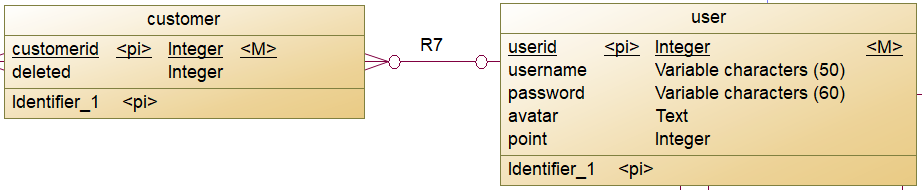 customer
customerid <pi> Integer <M>
deleted Integer
Identifier_1 <pi>
R7
user
userid <pi> Integer <M>
username Variable characters (50)
password Variable characters (60)
avatar Text
point Integer
Identifier_1 <pi>